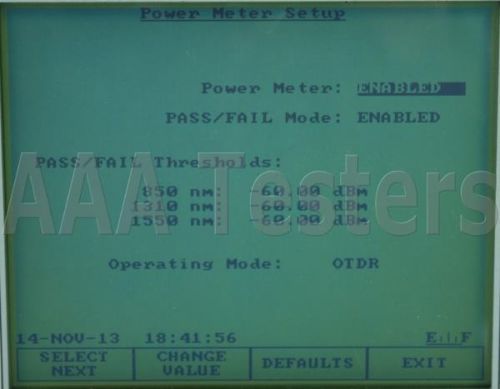 Power Meter Setup
Power Meter: ENABLED
PASS/FAIL Mode: ENABLED
PASS/FAIL Thresholds:
850 nm: -60.00 dBm
1310 nm: -60.00 dBm
1550 nm: -60.00 dBm
AAA Testers
Operating Mode: OTDR
14-NOV-13 18:41:56 E F
SELECT NEXT CHANGE VALUE DEFAULTS EXIT